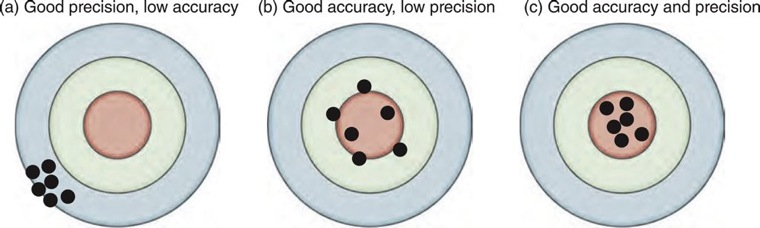 (a) Good precision, low accuracy
(b) Good accuracy, low precision
(c) Good accuracy and precision